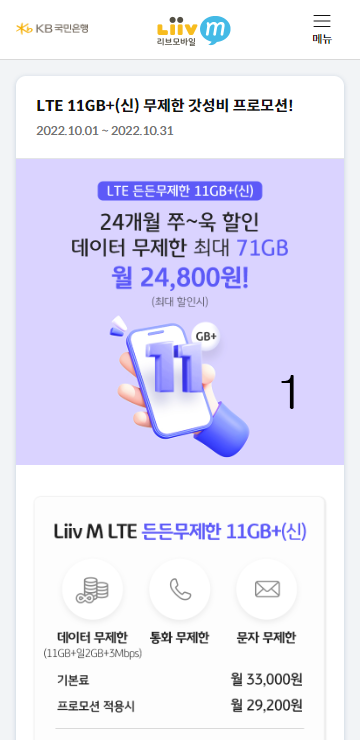 KB국민은행
Liiv M
리브모바일
메뉴
LTE 11GB+(신) 무제한 갓성비 프로모션!
2022.10.01 ~ 2022.10.31
LTE 든든무제한 11GB+(신)
24개월 쭈~욱 할인
데이터 무제한 최대 71GB
월 24,800원!
(최대 할인시)
GB+
11
1
Liiv M LTE 든든무제한 11GB+(신)
데이터 무제한 통화 무제한 문자 무제한
(11GB+일2GB+3Mbps)
기본료 월 33,000원
프로모션 적용시 월 29,200원